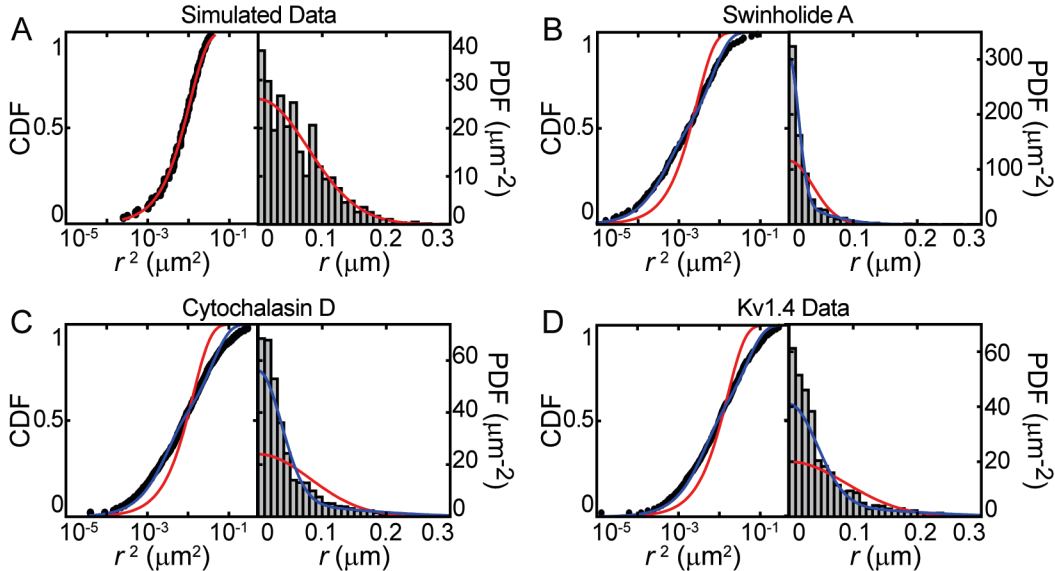 A
Simulated Data
1
0.5
0
CDF
10-5
10-3
10-1
r 2 (μm2)
40
30
20
10
0
PDF (μm-2)
0
0.1
0.2
0.3
r (μm)
B
Swinholide A
1
0.5
0
CDF
10-5
10-3
10-1
r 2 (μm2)
300
200
100
0
PDF (μm-2)
0
0.1
0.2
0.3
r (μm)
C
Cytochalasin D
1
0.5
0
CDF
10-5
10-3
10-1
r 2 (μm2)
60
40
20
0
PDF (μm-2)
0
0.1
0.2
0.3
r (μm)
D
Kv1.4 Data
1
0.5
0
CDF
10-5
10-3
10-1
r 2 (μm2)
60
40
20
0
PDF (μm-2)
0
0.1
0.2
0.3
r (μm)